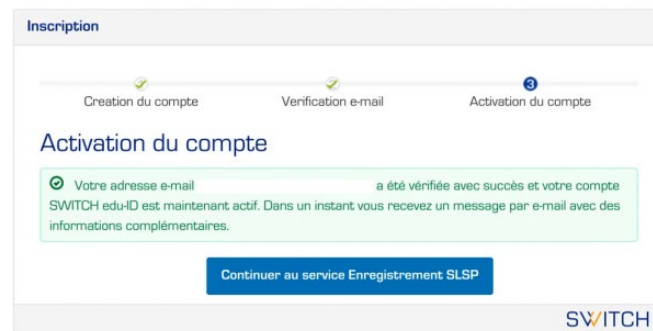 Inscription
3
Creation du compte Verification e-mail Activation du compte
Activation du compte
Votre adresse e-mail a été vérifiée avec succès et votre compte
SWITCH edu-ID est maintenant actif. Dans un instant vous recevez un message par e-mail avec des
informations complémentaires.
Continuer au service Enregistrement SLSP
SWITCH